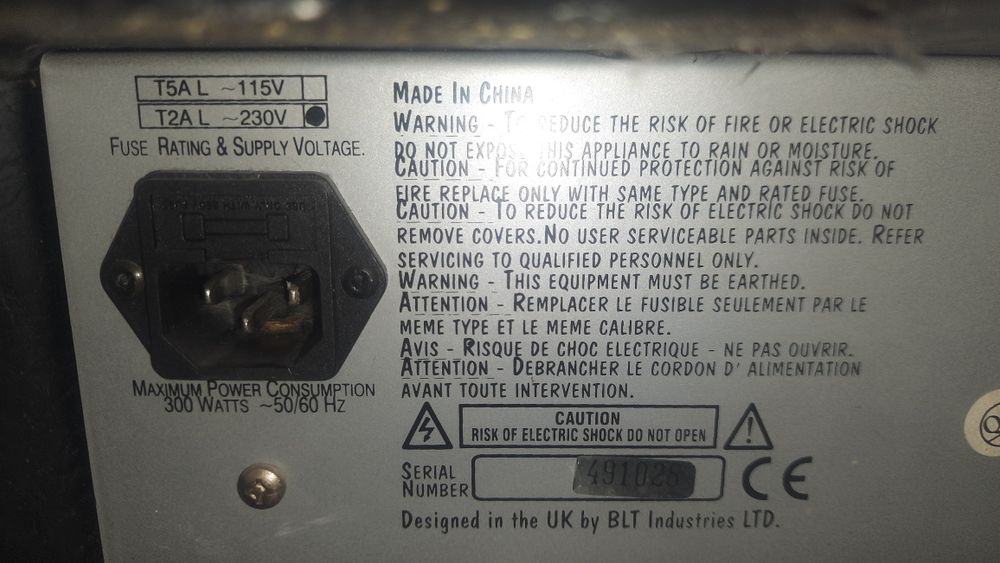 T5A L ~115V
T2A L ~230V
FUSE RATING & SUPPLY VOLTAGE.
MAXIMUM POWER CONSUMPTION
300 WATTS ~50/60 HZ
MADE IN CHINA
WARNING - TO REDUCE THE RISK OF FIRE OR ELECTRIC SHOCK
DO NOT EXPOSE THIS APPLIANCE TO RAIN OR MOISTURE.
CAUTION - FOR CONTINUED PROTECTION AGAINST RISK OF
FIRE REPLACE ONLY WITH SAME TYPE AND RATED FUSE.
CAUTION - TO REDUCE THE RISK OF ELECTRIC SHOCK DO NOT
REMOVE COVERS.NO USER SERVICEABLE PARTS INSIDE. REFER
SERVICING TO QUALIFIED PERSONNEL ONLY.
WARNING - THIS EQUIPMENT MUST BE EARTHED.
ATTENTION - REMPLACER LE FUSIBLE SEULEMENT PAR LE
MEME TYPE ET LE MEME CALIBRE.
AVIS - RISQUE DE CHOC ELECTRIQUE - NE PAS OUVRIR.
ATTENTION - DEBRANCHER LE CORDON D' ALIMENTATION
AVANT TOUTE INTERVENTION.
CAUTION
RISK OF ELECTRIC SHOCK DO NOT OPEN
SERIAL
NUMBER
491028
CE
Designed in the UK by BLT Industries LTD.